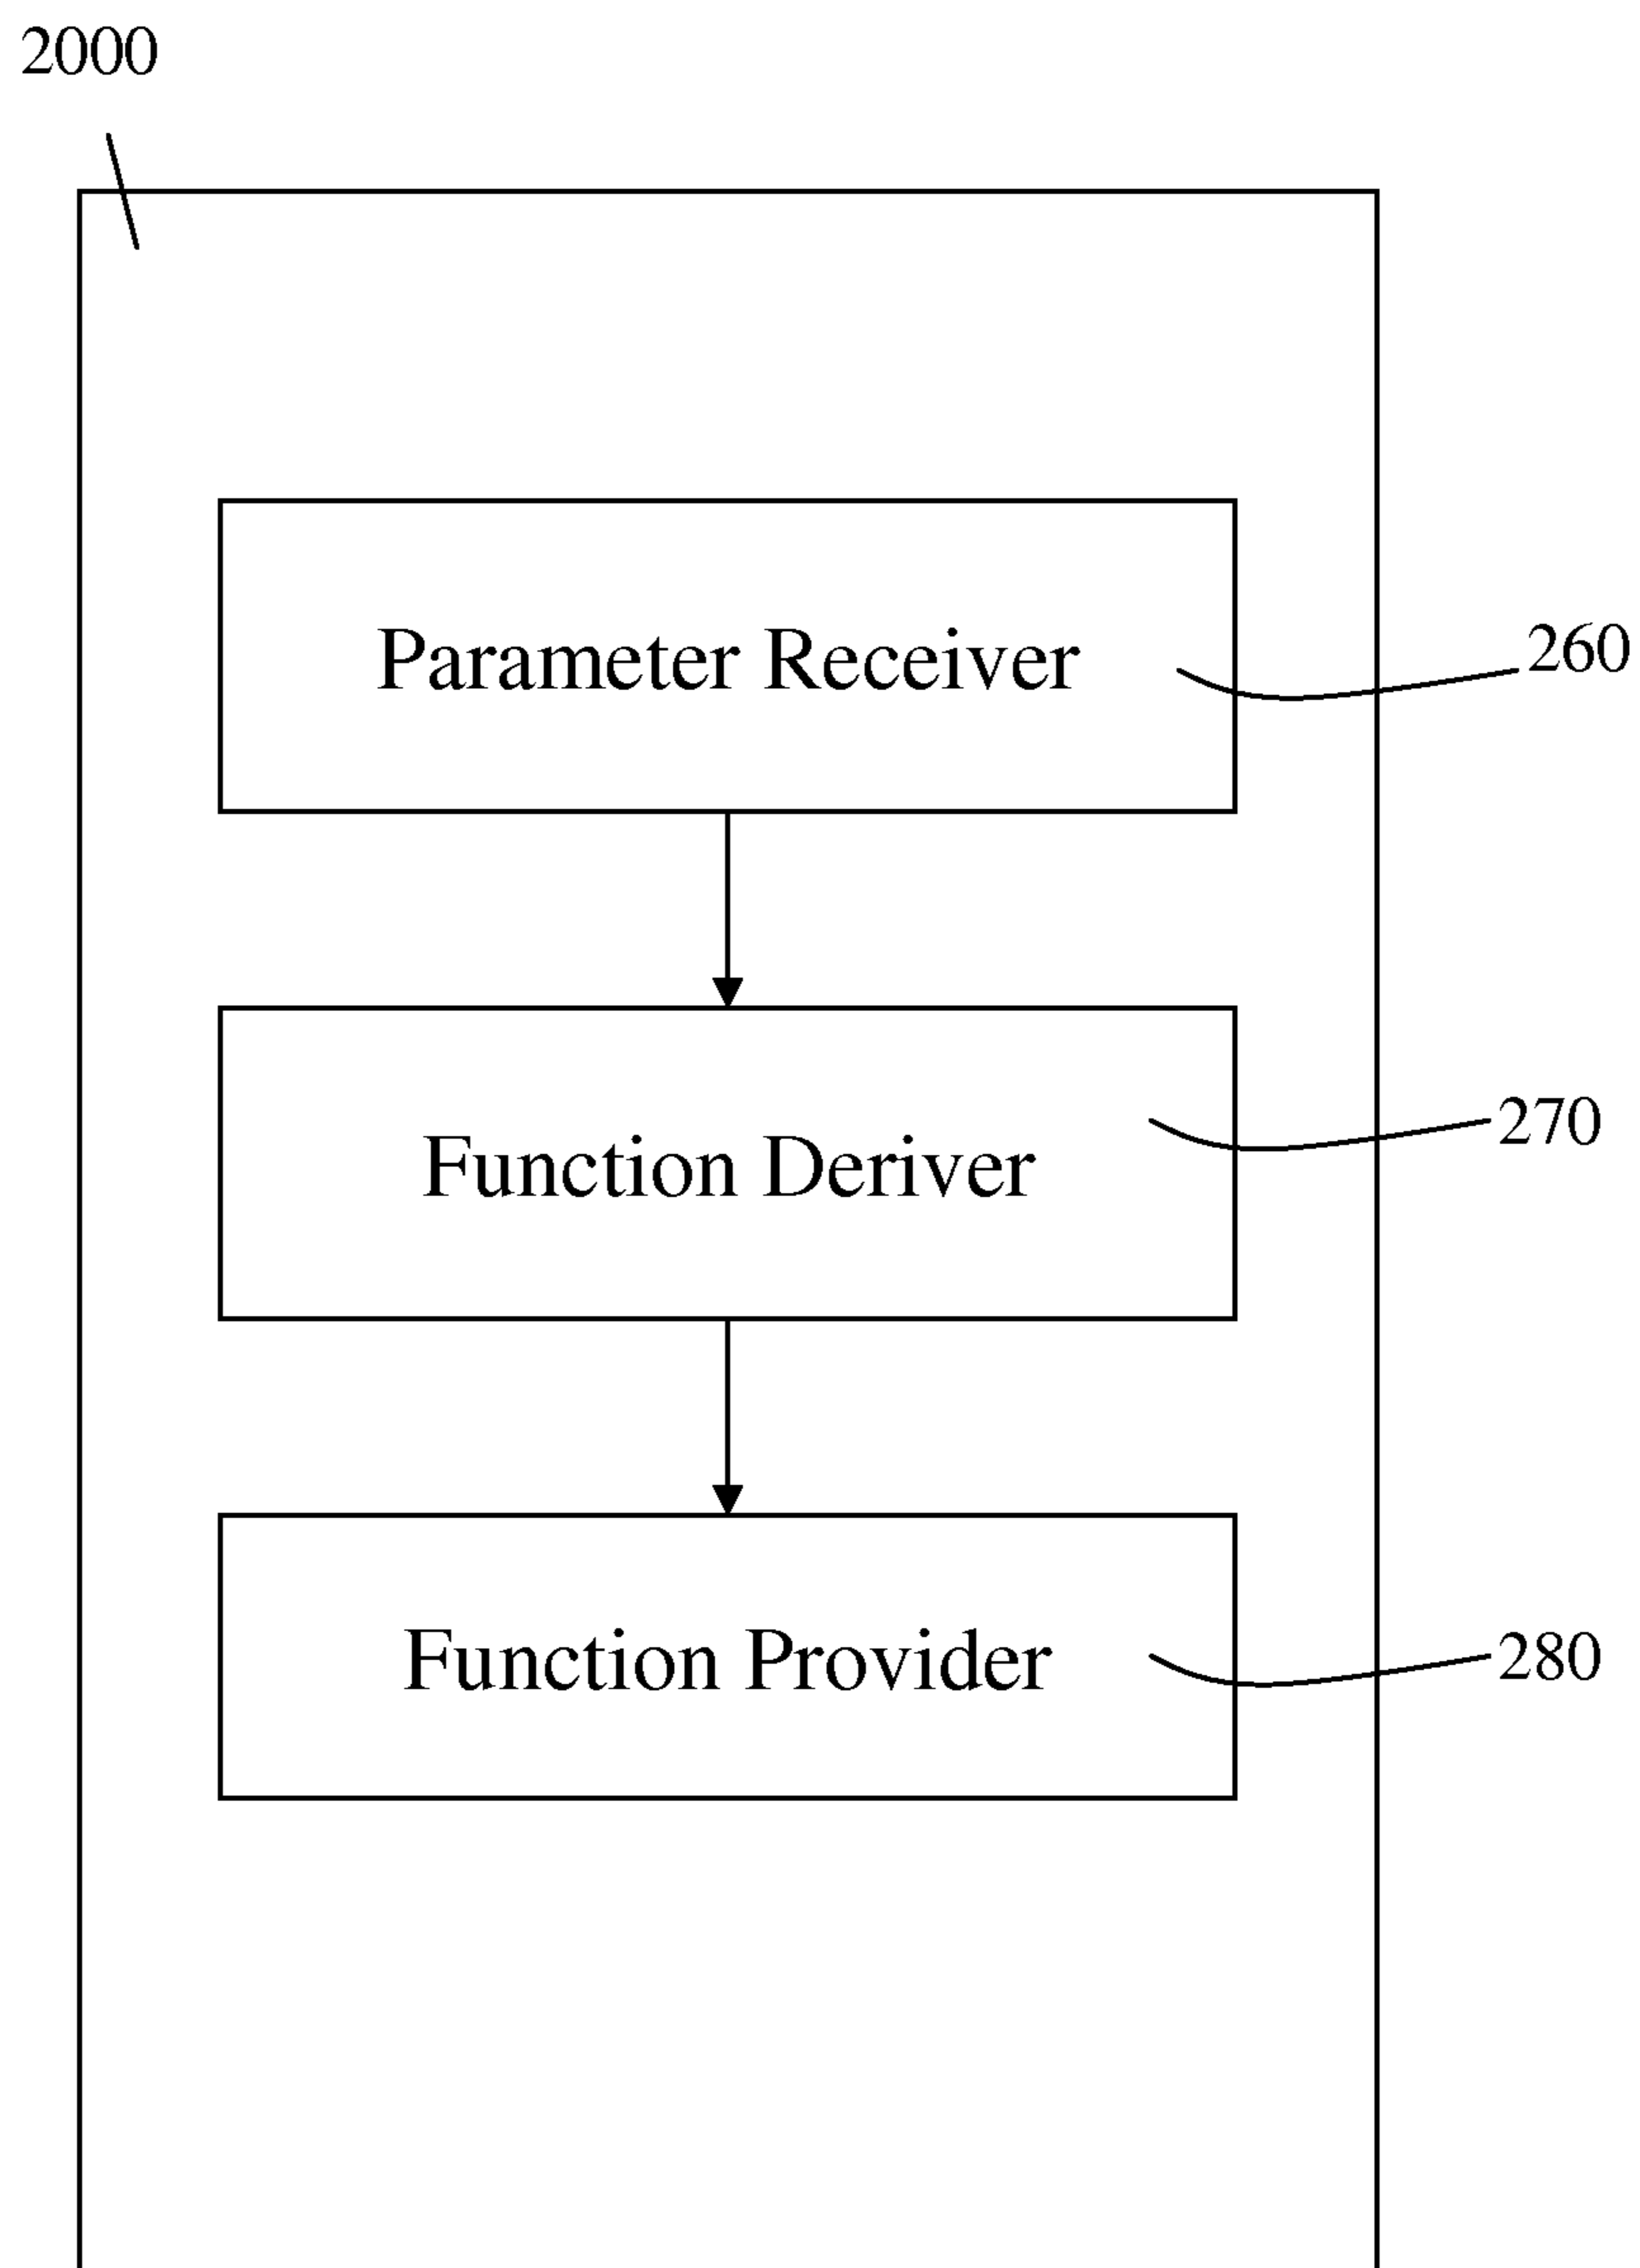 2000
Parameter Receiver
260
270
Function Deriver
Function Provider
280